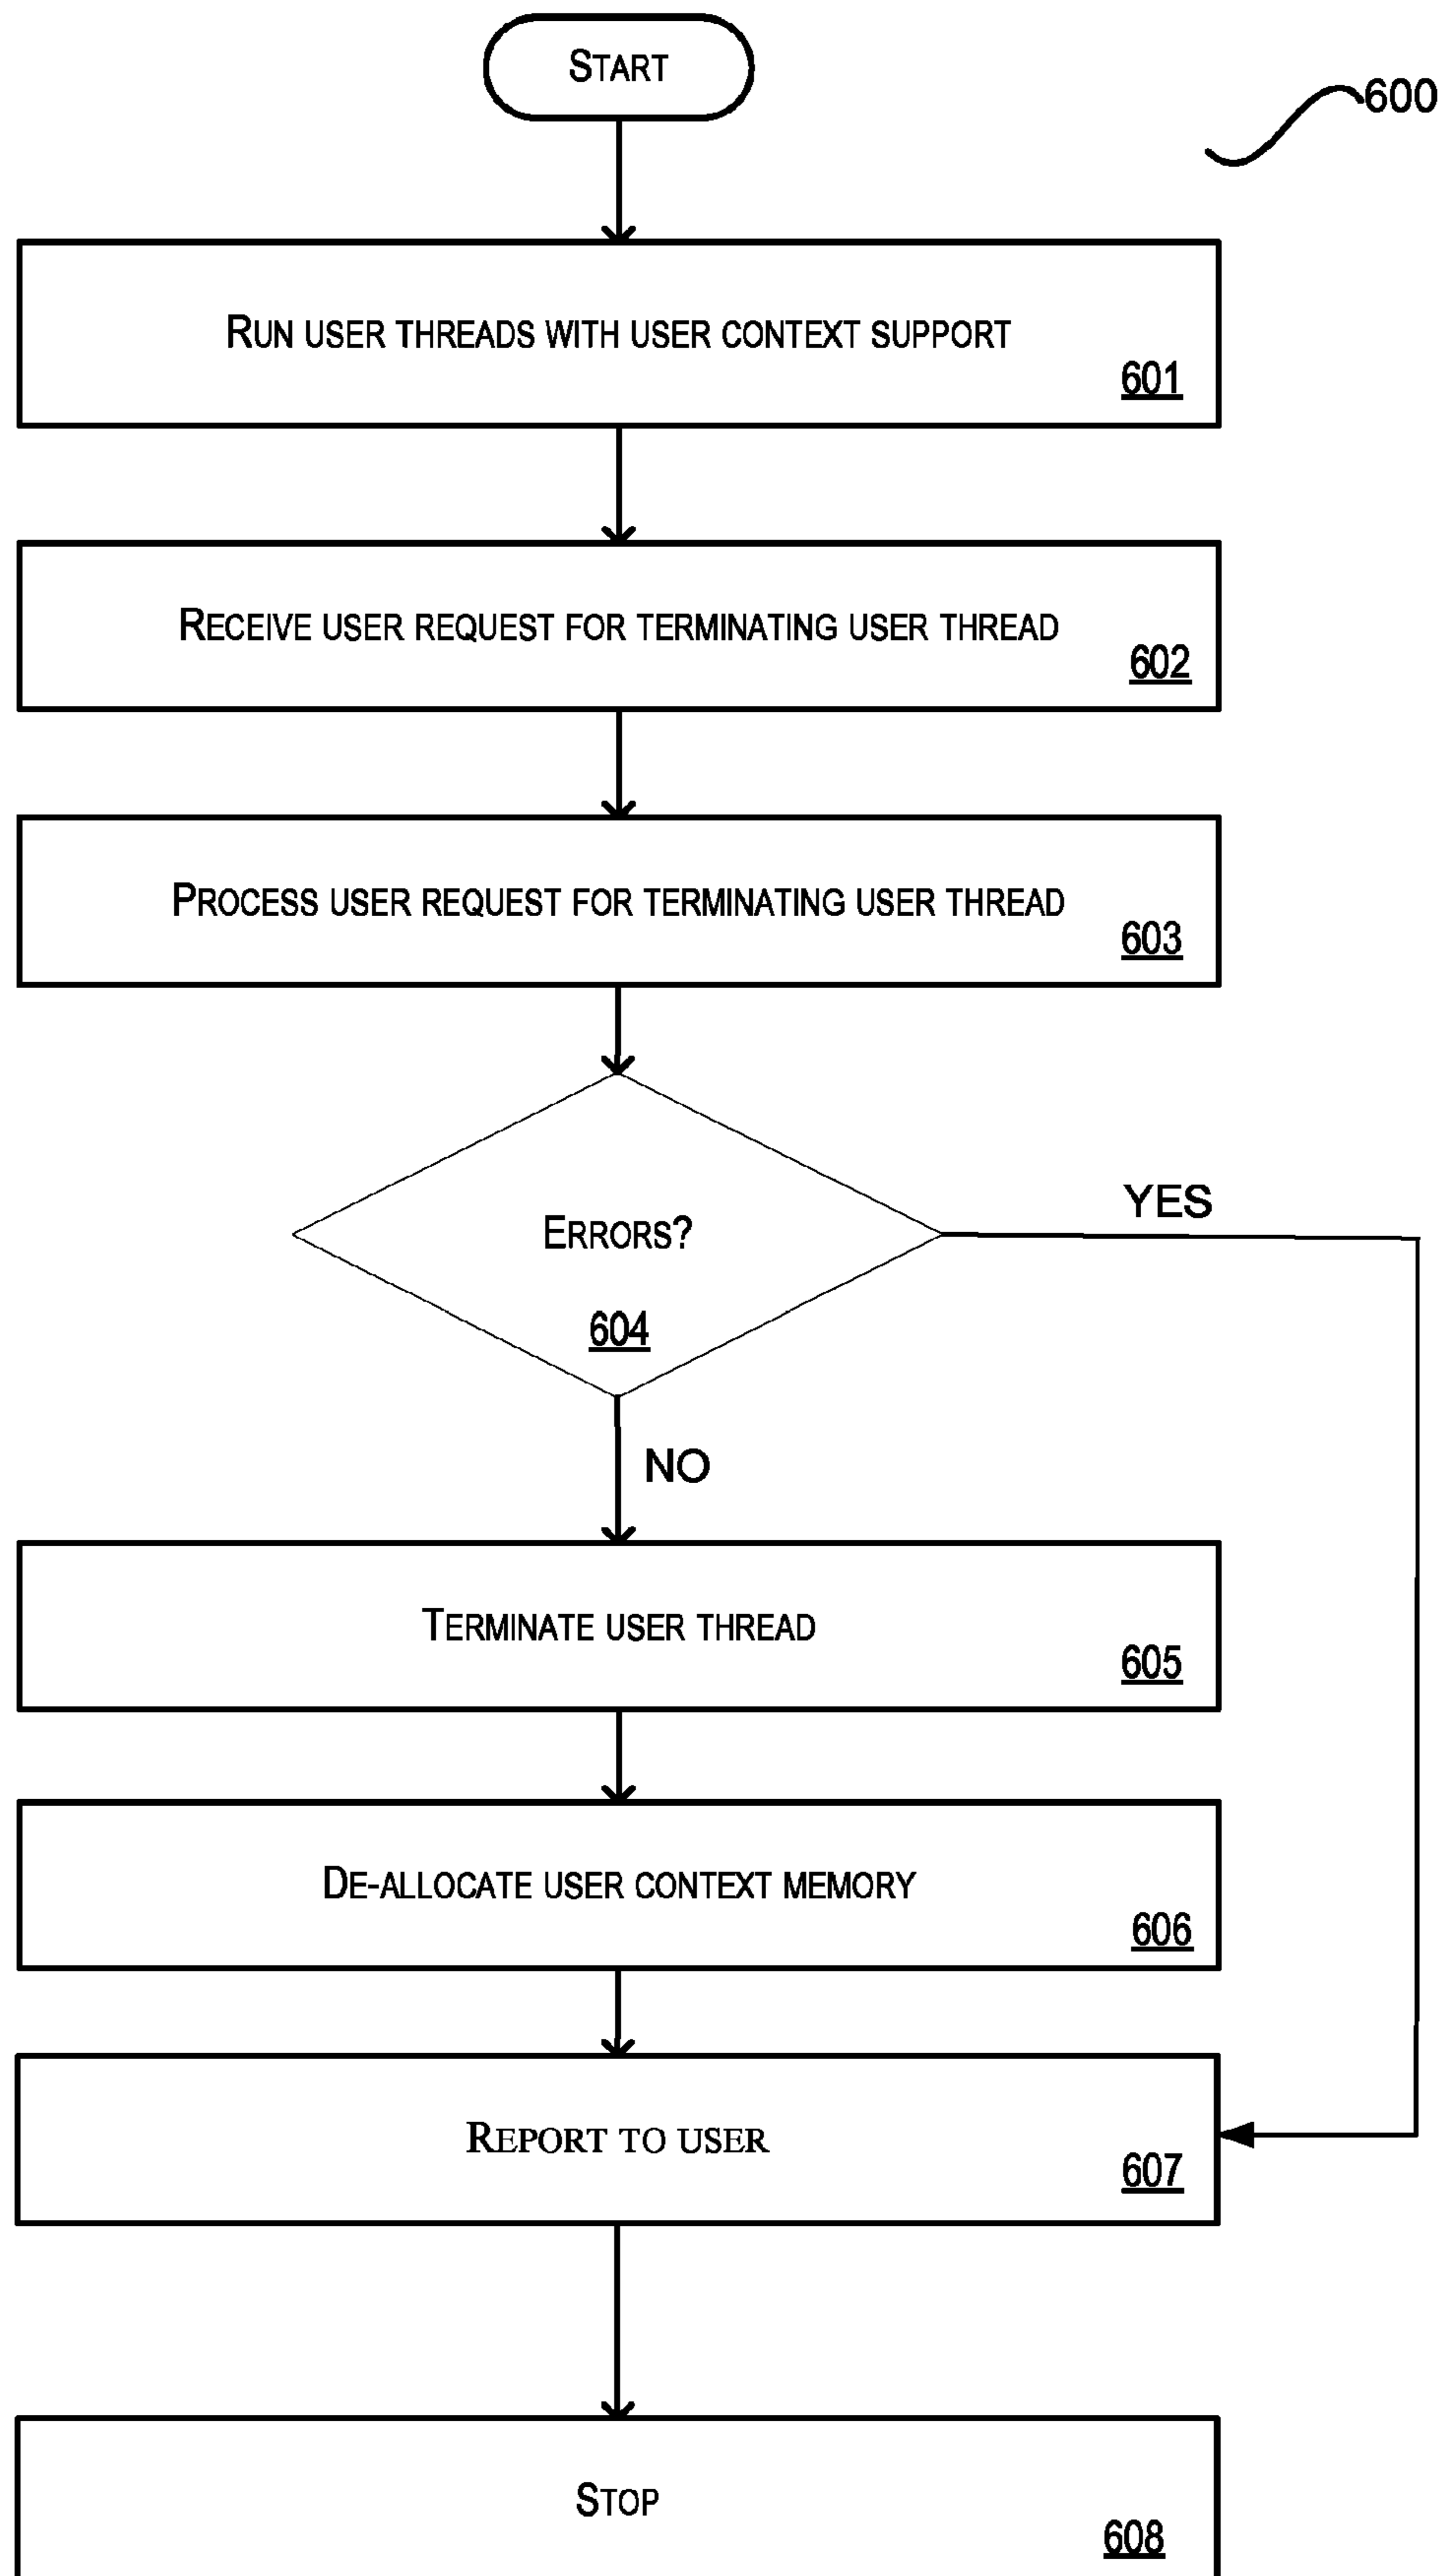 START
600
RUN USER THREADS WITH USER CONTEXT SUPPORT
601
RECEIVE USER REQUEST FOR TERMINATING USER THREAD
602
PROCESS USER REQUEST FOR TERMINATING USER THREAD
603
ERRORS?
YES
604
NO
TERMINATE USER THREAD
605
DE-ALLOCATE USER CONTEXT MEMORY
606
REPORT TO USER
607
STOP
608